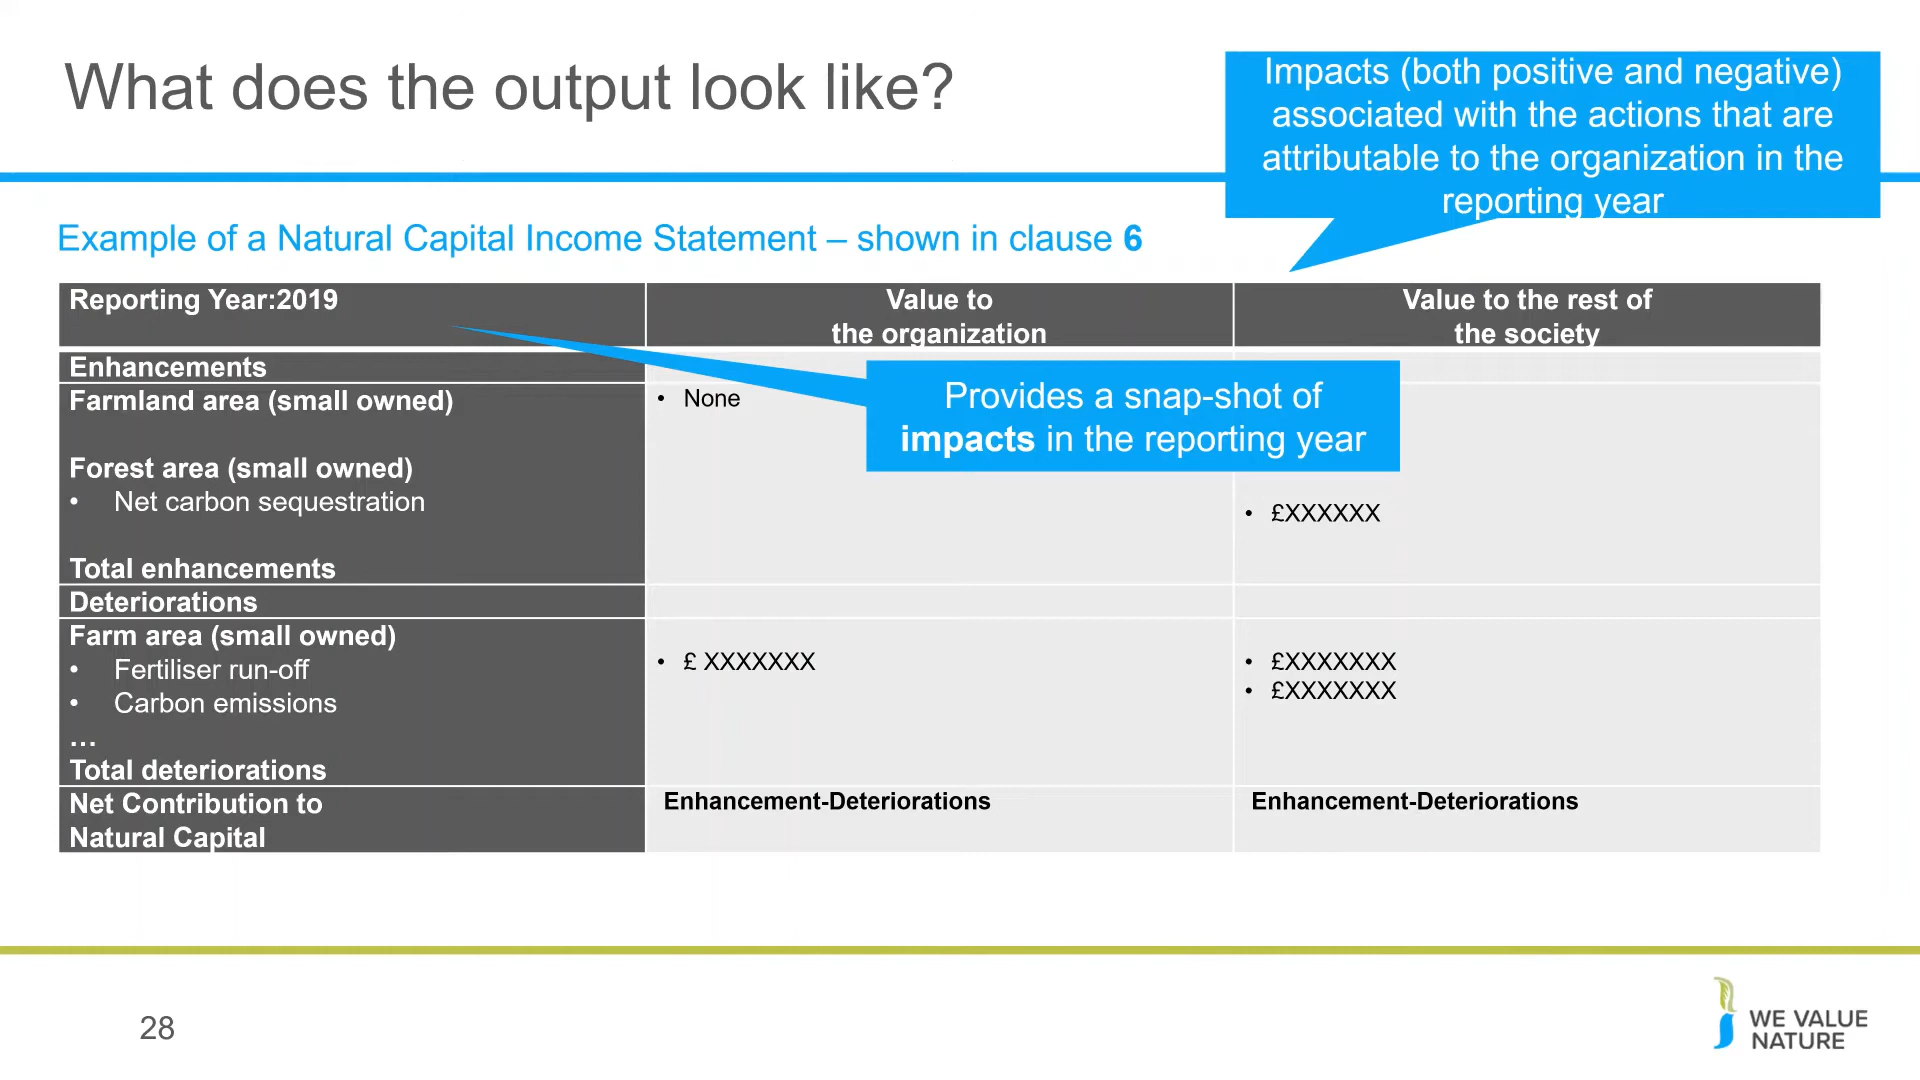 What does the output look like?
Impacts (both positive and negative)
associated with the actions that are
attributable to the organization in the
reporting year
Example of a Natural Capital Income Statement – shown in clause 6
Reporting Year:2019
Value to
the organization
Value to the rest of
the society
Enhancements
Provides a snap-shot of
impacts in the reporting year
Farmland area (small owned)
• None
Forest area (small owned)
• Net carbon sequestration
• £XXXXXX
Total enhancements
Deteriorations
Farm area (small owned)
• Fertiliser run-off
• £ XXXXXXX
• £XXXXXXX
• Carbon emissions
• £XXXXXXX
...
Total deteriorations
Net Contribution to
Natural Capital
Enhancement-Deteriorations
Enhancement-Deteriorations
28
WE VALUE
NATURE